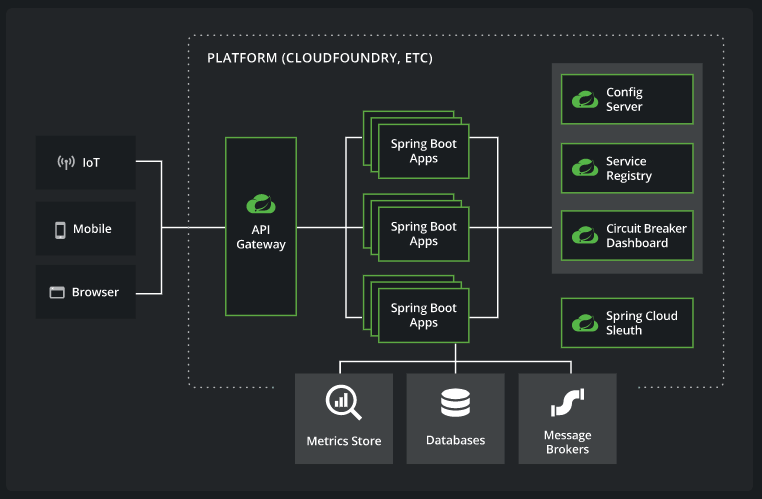 PLATFORM (CLOUDFOUNDRY, ETC)
IoT
Mobile
Browser
API
Gateway
Spring Boot
Apps
Spring Boot
Apps
Spring Boot
Apps
Config
Server
Service
Registry
Circuit Breaker
Dashboard
Spring Cloud
Sleuth
Metrics Store
Databases
Message
Brokers